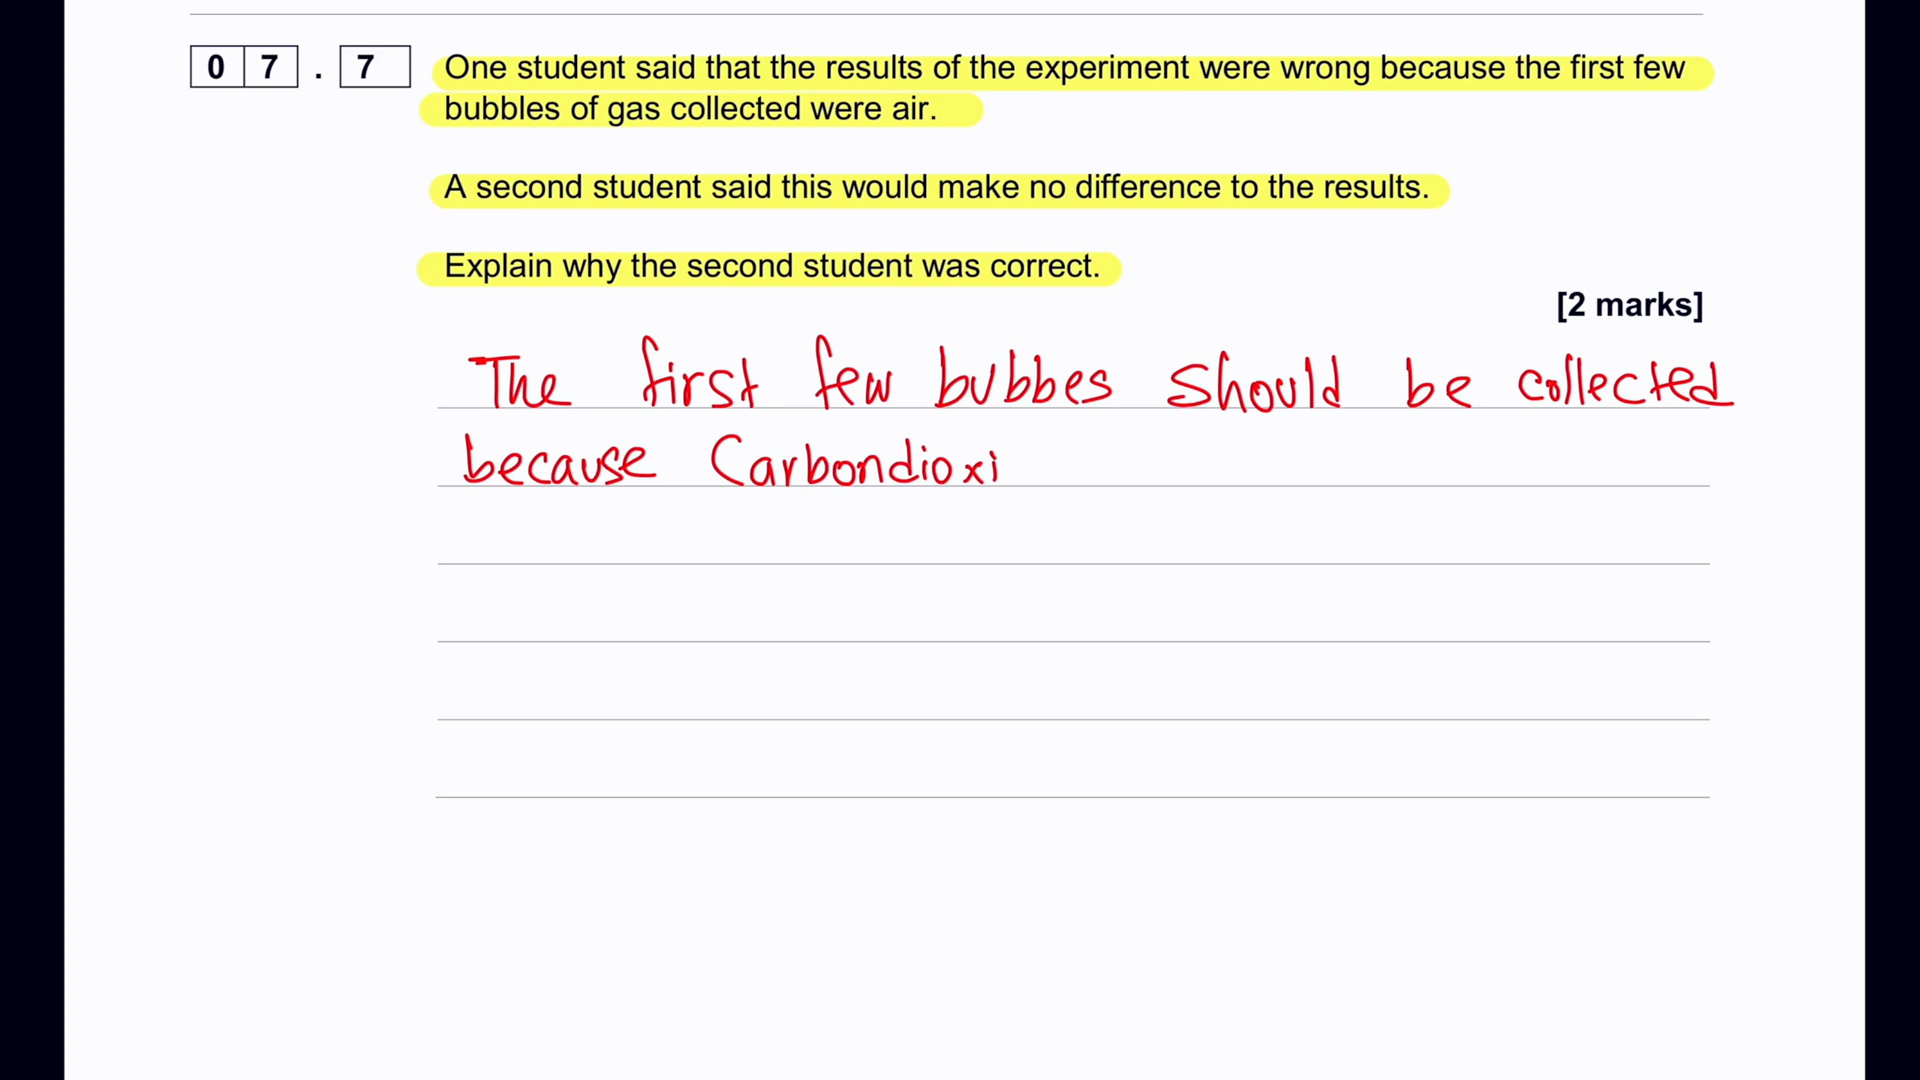 0 7 . 7 One student said that the results of the experiment were wrong because the first few
bubbles of gas collected were air.
A second student said this would make no difference to the results.
Explain why the second student was correct.
[2 marks]
The first few bubbes should be collected
because Carbondioxi